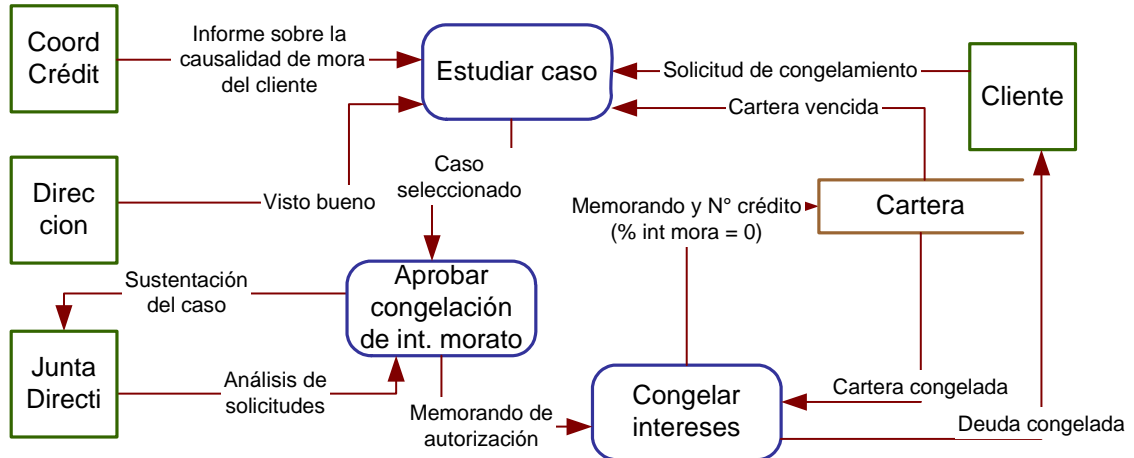 Coord
Crédit
Informe sobre la
causalidad de mora
del cliente
Estudiar caso
Solicitud de congelamiento
Cartera vencida
Cliente
Direc
cion
Visto bueno
Caso
seleccionado
Memorando y N° crédito
(% int mora = 0)
Cartera
Sustentación
del caso
Aprobar
congelación
de int. morato
Junta
Directi
Análisis de
solicitudes
Memorando de
autorización
Congelar
intereses
Cartera congelada
Deuda congelada